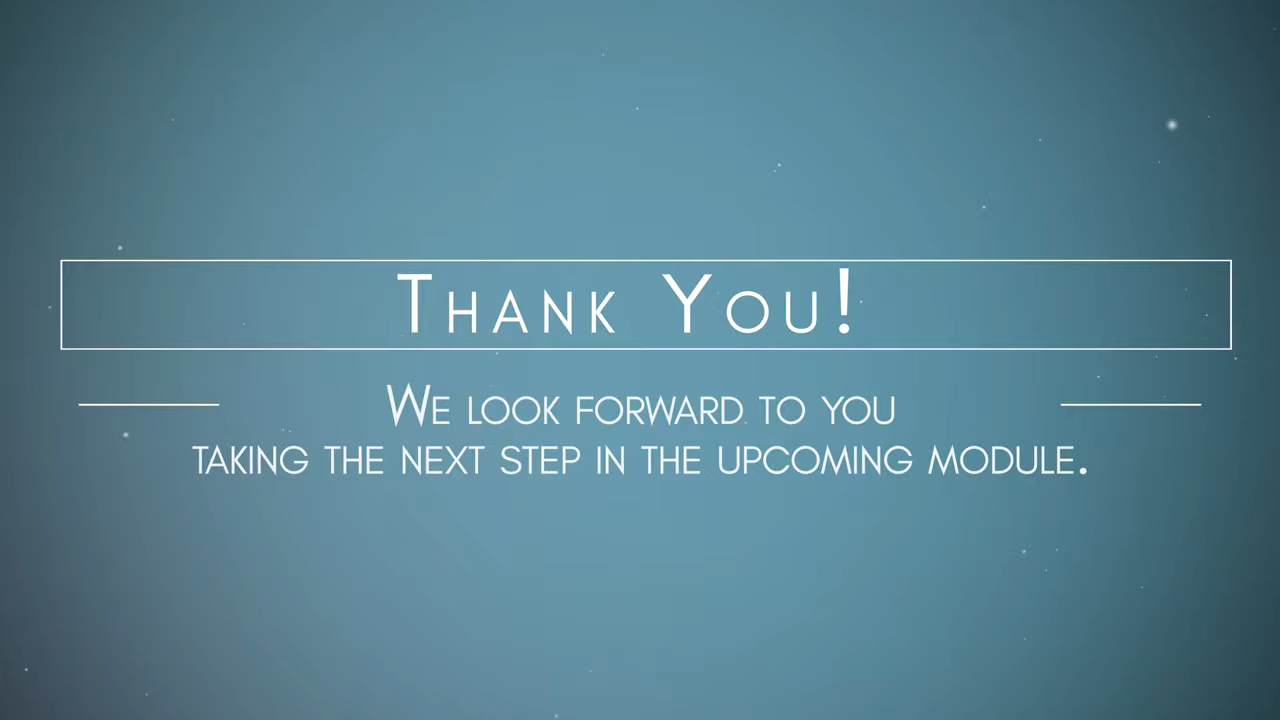 Thank You!
We look forward to you
taking the next step in the upcoming module.